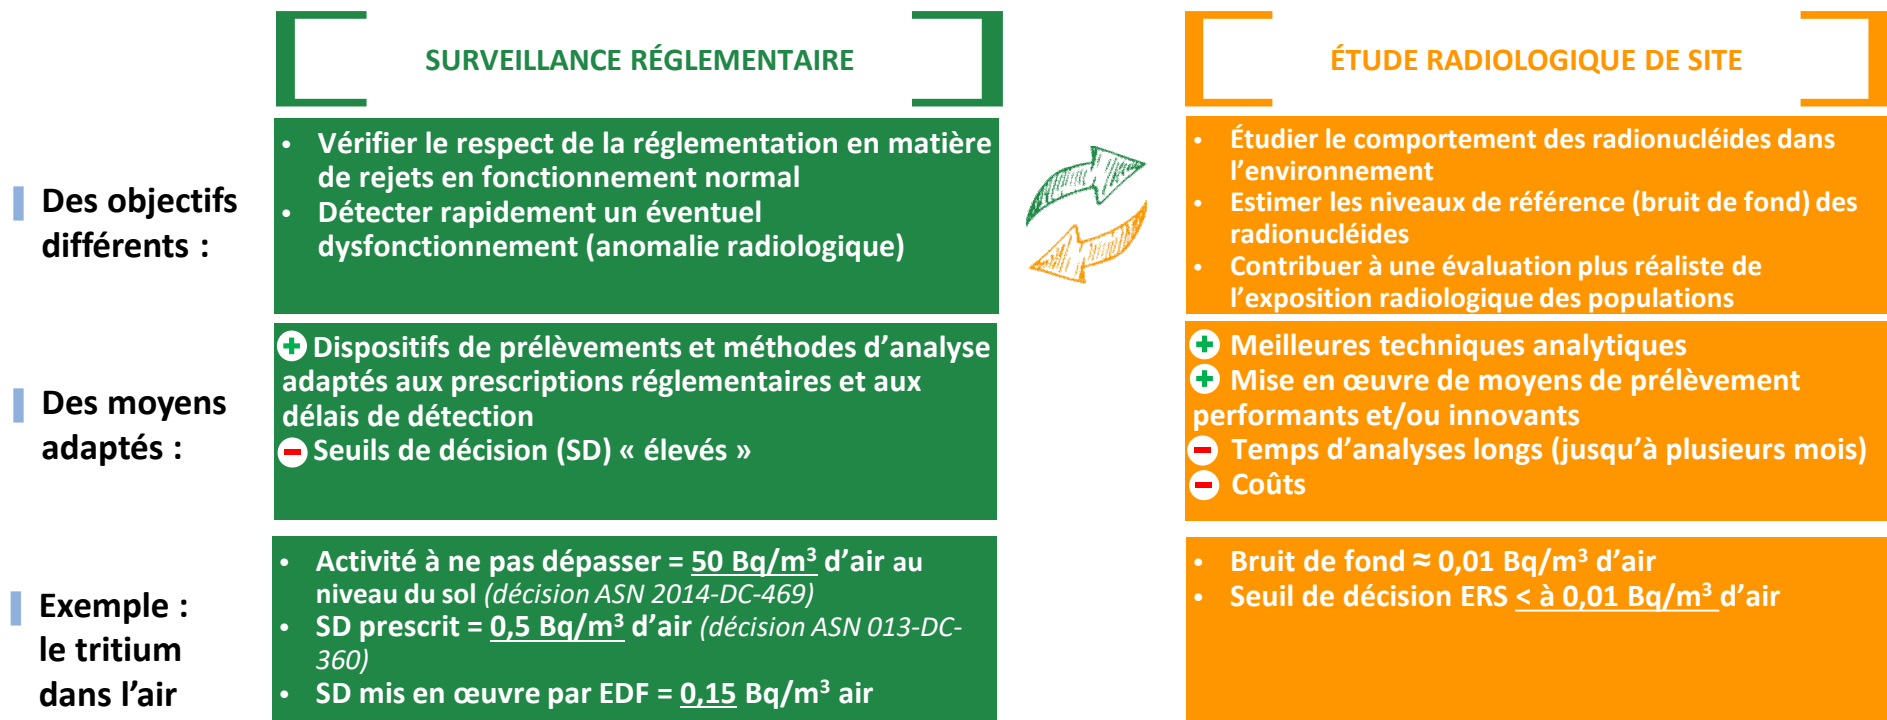 SURVEILLANCE RÉGLEMENTAIRE
ÉTUDE RADIOLOGIQUE DE SITE
Des objectifs
différents :
• Vérifier le respect de la réglementation en matière
de rejets en fonctionnement normal
• Détecter rapidement un éventuel
dysfonctionnement (anomalie radiologique)
• Étudier le comportement des radionucléides dans
l’environnement
• Estimer les niveaux de référence (bruit de fond) des
radionucléides
• Contribuer à une évaluation plus réaliste de
l’exposition radiologique des populations
Des moyens
adaptés :
+ Dispositifs de prélèvements et méthodes d’analyse
adaptés aux prescriptions réglementaires et aux
délais de détection
− Seuils de décision (SD) « élevés »
+ Meilleures techniques analytiques
+ Mise en œuvre de moyens de prélèvement
performants et/ou innovants
− Temps d’analyses longs (jusqu’à plusieurs mois)
− Coûts
Exemple :
le tritium
dans l’air
• Activité à ne pas dépasser = 50 Bq/m³ d’air au
niveau du sol (décision ASN 2014-DC-469)
• SD prescrit = 0,5 Bq/m³ d’air (décision ASN 013-DC-
360)
• SD mis en œuvre par EDF = 0,15 Bq/m³ air
• Bruit de fond ≈ 0,01 Bq/m³ d’air
• Seuil de décision ERS < à 0,01 Bq/m³ d’air